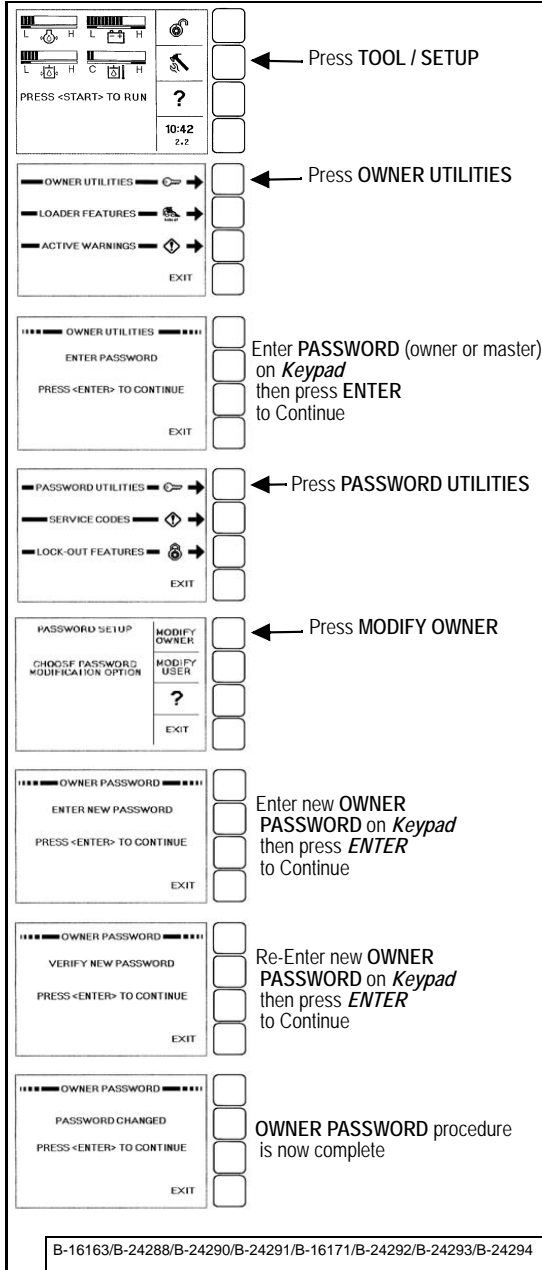 L H L H
L H C H
PRESS <START> TO RUN
?
10:42
2.2
Press TOOL / SETUP
OWNER UTILITIES
LOADER FEATURES
ACTIVE WARNINGS
EXIT
Press OWNER UTILITIES
OWNER UTILITIES
ENTER PASSWORD
PRESS <ENTER> TO CONTINUE
EXIT
Enter PASSWORD (owner or master)
on Keypad
then press ENTER
to Continue
PASSWORD UTILITIES
SERVICE CODES
LOCK-OUT FEATURES
EXIT
Press PASSWORD UTILITIES
PASSWORD SETUP
CHOOSE PASSWORD
MODIFICATION OPTION
MODIFY
OWNER
MODIFY
USER
?
EXIT
Press MODIFY OWNER
OWNER PASSWORD
ENTER NEW PASSWORD
PRESS <ENTER> TO CONTINUE
EXIT
Enter new OWNER
PASSWORD on Keypad
then press ENTER
to Continue
OWNER PASSWORD
VERIFY NEW PASSWORD
PRESS <ENTER> TO CONTINUE
EXIT
Re-Enter new OWNER
PASSWORD on Keypad
then press ENTER
to Continue
OWNER PASSWORD
PASSWORD CHANGED
PRESS <ENTER> TO CONTINUE
EXIT
OWNER PASSWORD procedure
is now complete
B-16163/B-24288/B-24290/B-24291/B-16171/B-24292/B-24293/B-24294